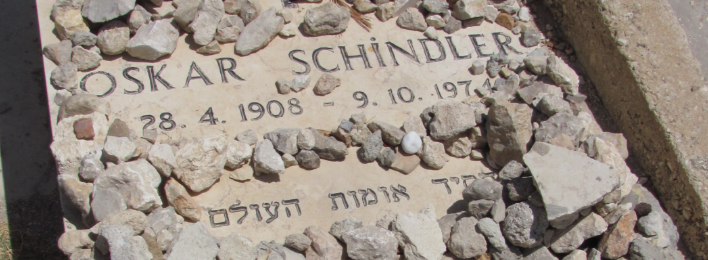 OSKAR SCHINDLER
28. 4. 1908 - 9. 10. 1974
אומות העולם